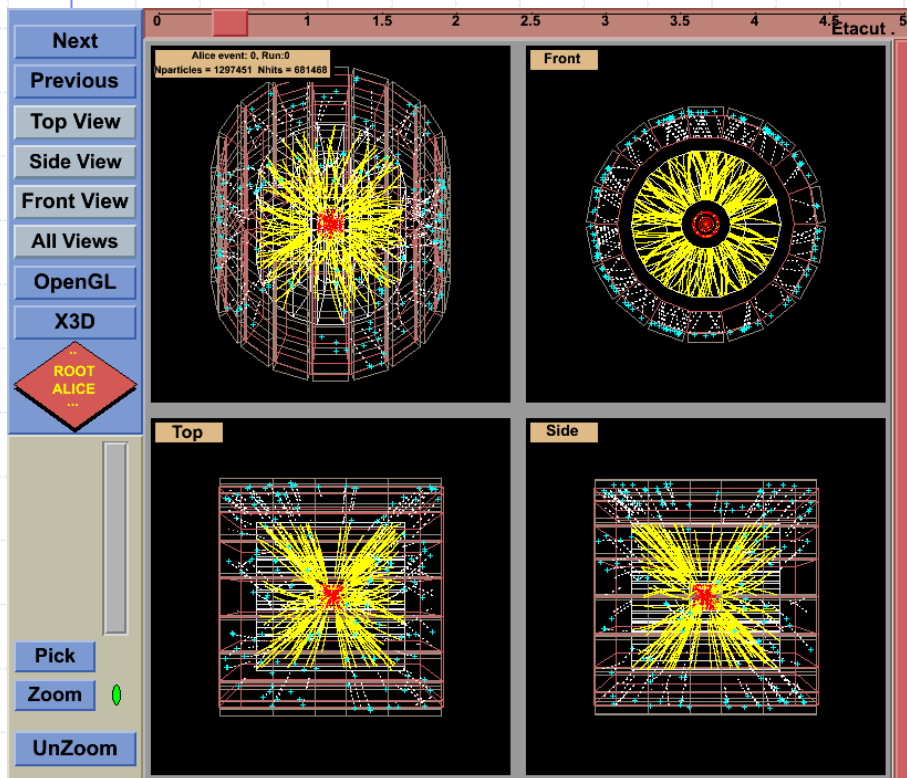 0 1 1.5 2 2.5 3 3.5 4 4.5 5
Etacut .
Next
Previous
Top View
Side View
Front View
All Views
OpenGL
X3D
..
ROOT
ALICE
...
Pick
Zoom
UnZoom
Alice event: 0, Run:0
Nparticles = 1297451 Nhits = 681468
Front
Top
Side